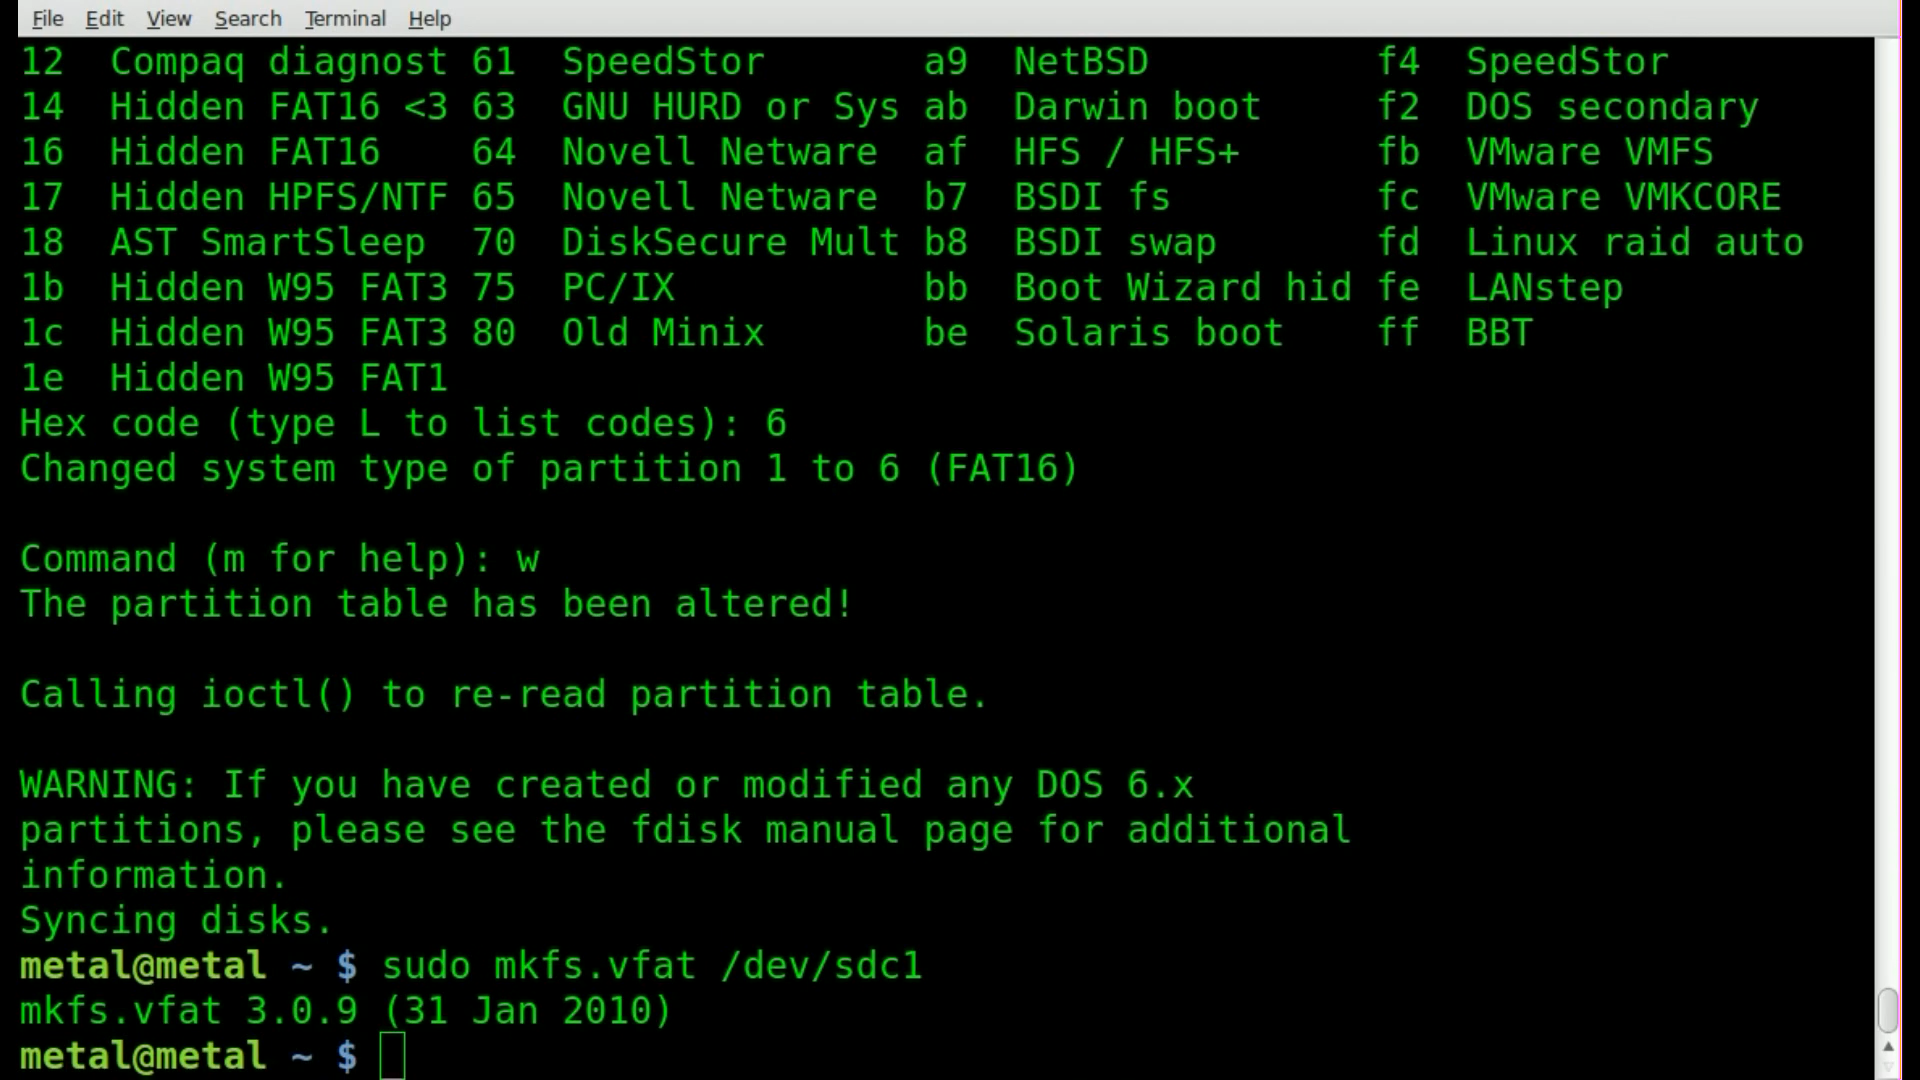 File Edit View Search Terminal Help
12  Compaq diagnost 61  SpeedStor       a9  NetBSD          f4  SpeedStor
14  Hidden FAT16 <3 63  GNU HURD or Sys ab  Darwin boot     f2  DOS secondary
16  Hidden FAT16    64  Novell Netware  af  HFS / HFS+      fb  VMware VMFS
17  Hidden HPFS/NTF 65  Novell Netware  b7  BSDI fs         fc  VMware VMKCORE
18  AST SmartSleep  70  DiskSecure Mult b8  BSDI swap       fd  Linux raid auto
1b  Hidden W95 FAT3 75  PC/IX           bb  Boot Wizard hid fe  LANstep
1c  Hidden W95 FAT3 80  Old Minix       be  Solaris boot    ff  BBT
1e  Hidden W95 FAT1
Hex code (type L to list codes): 6
Changed system type of partition 1 to 6 (FAT16)
Command (m for help): w
The partition table has been altered!
Calling ioctl() to re-read partition table.
WARNING: If you have created or modified any DOS 6.x
partitions, please see the fdisk manual page for additional
information.
Syncing disks.
metal@metal ~ $ sudo mkfs.vfat /dev/sdc1
mkfs.vfat 3.0.9 (31 Jan 2010)
metal@metal ~ $